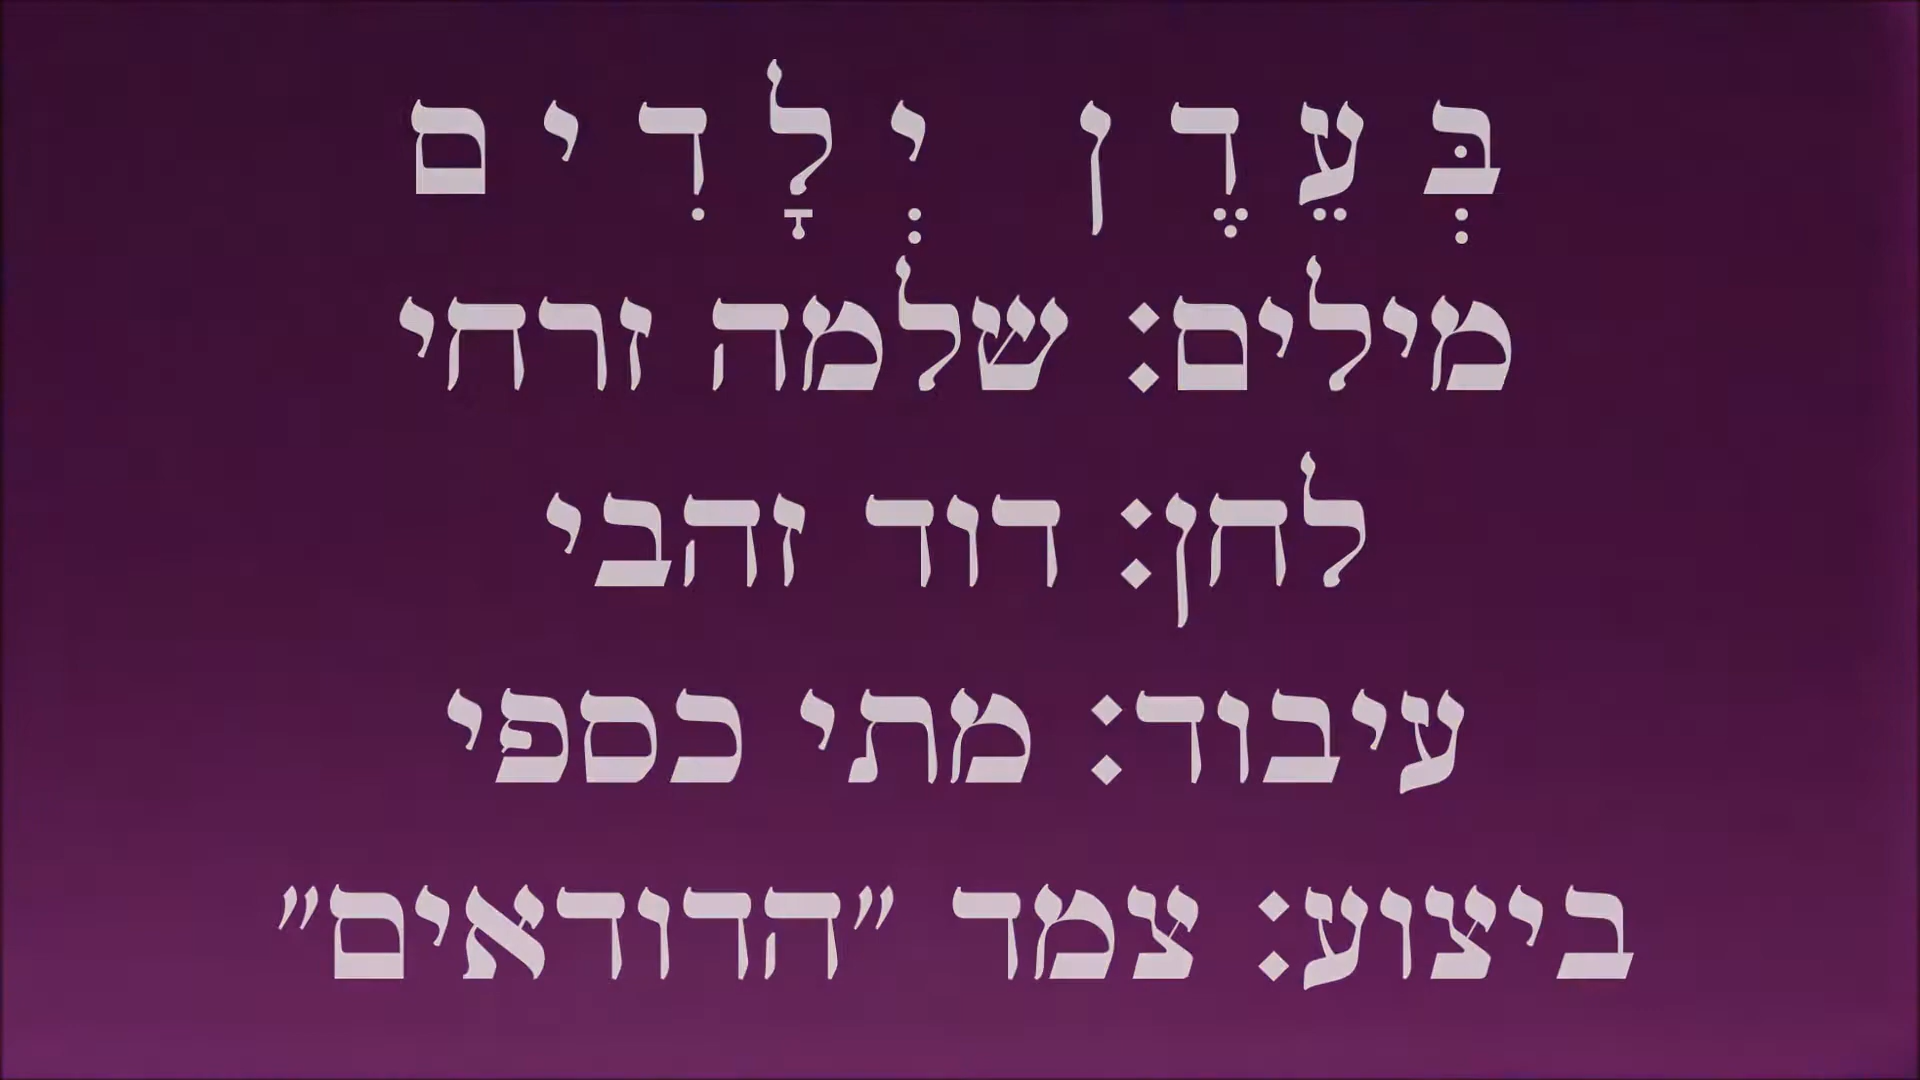 בְּעֵדֶן יְלָדִים
מילים: שלמה זרחי
לחן: דוד זהבי
עיבוד: מתי כספי
ביצוע: צמד "הדודאים"